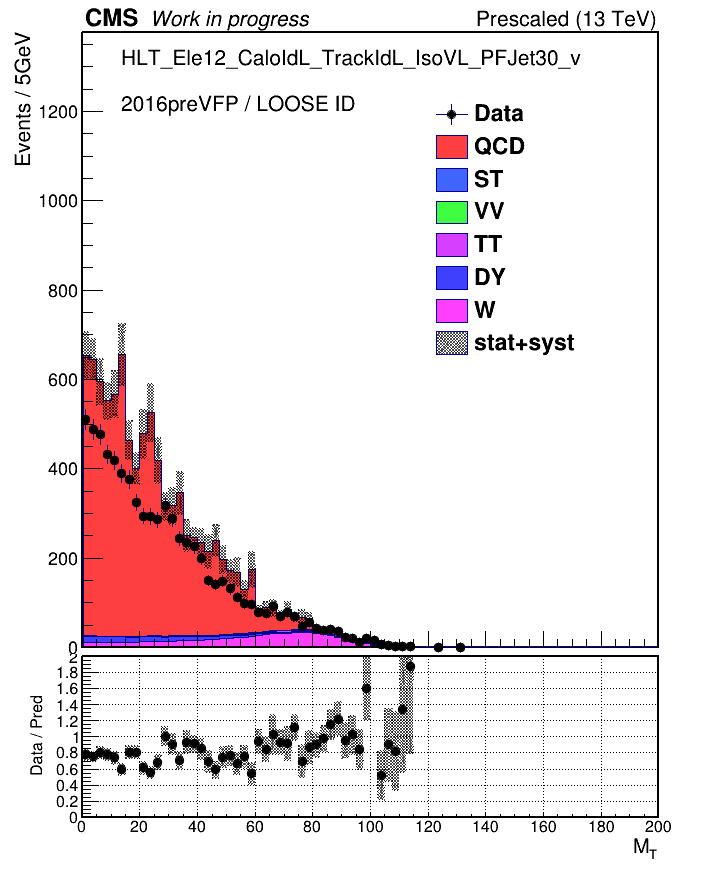 CMS Work in progress Prescaled (13 TeV)
HLT_Ele12_CaloIdL_TrackIdL_IsoVL_PFJet30_v
2016preVFP / LOOSE ID
Events / 5GeV
1200
1000
800
600
400
200
0
Data
QCD
ST
VV
TT
DY
W
stat+syst
Data / Pred
2
1.8
1.6
1.4
1.2
1
0.8
0.6
0.4
0.2
0
0 20 40 60 80 100 120 140 160 180 200
M_T